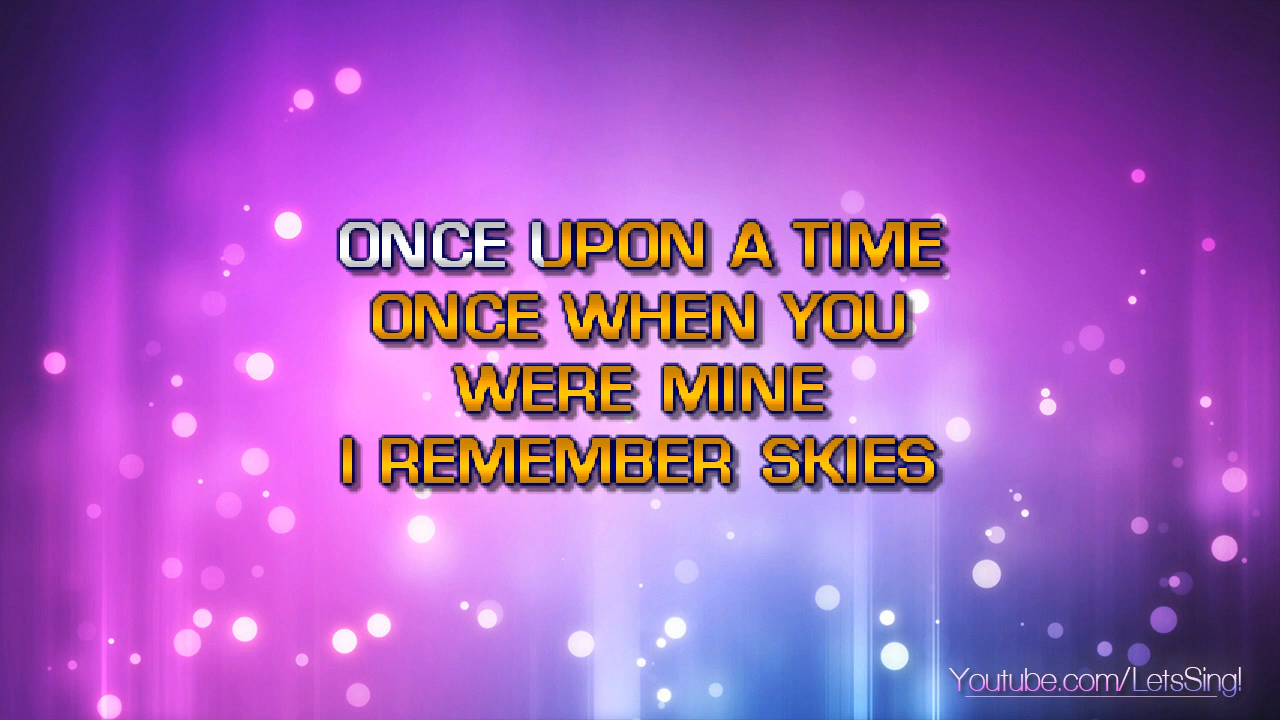 ONCE UPON A TIME
ONCE WHEN YOU
WERE MINE
I REMEMBER SKIES
Youtube.com/LetsSing!